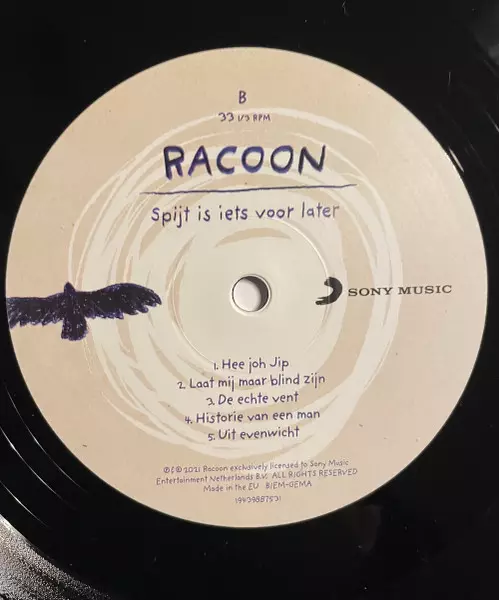 B
33 1/3 RPM
RACOON
Spijt is iets voor later
SONY MUSIC
1. Hee joh Jip
2. Laat mij maar blind zijn
3. De echte vent
4. Historie van een man
5. Uit evenwicht
℗&© 2021 Racoon exclusively licensed to Sony Music
Entertainment Netherlands B.V. ALL RIGHTS RESERVED
Made in the EU BIEM-GEMA
19439887521